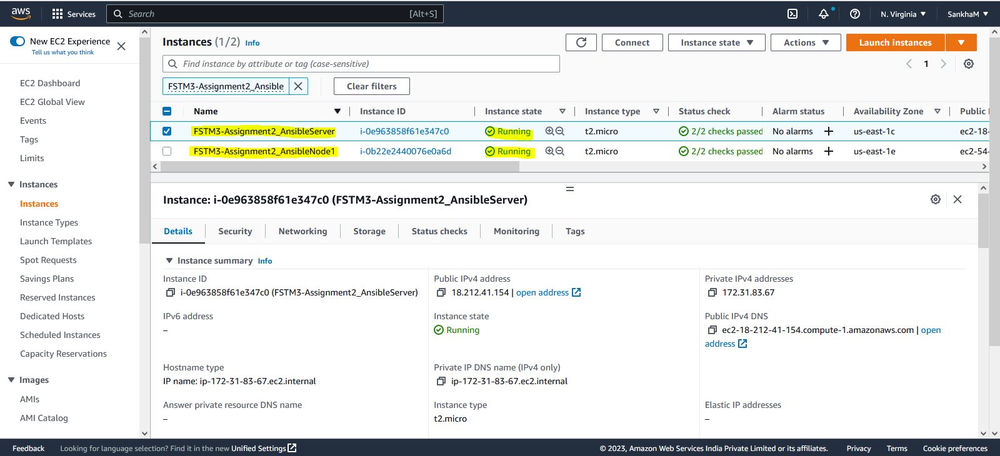 aws Services Search [Alt+S] N. Virginia SankhaM
New EC2 Experience
Tell us what you think
EC2 Dashboard
EC2 Global View
Events
Tags
Limits
Instances
Instances
Instance Types
Launch Templates
Spot Requests
Savings Plans
Reserved Instances
Dedicated Hosts
Scheduled Instances
Capacity Reservations
Images
AMIs
AMI Catalog
Instances (1/2) Info Connect Instance state Actions Launch instances
Find instance by attribute or tag (case-sensitive) 1
FSTM3-Assignment2_Ansible Clear filters
Name Instance ID Instance state Instance type Status check Alarm status Availability Zone Public
FSTM3-Assignment2_AnsibleServer i-0e963858f61e347c0 Running t2.micro 2/2 checks passed No alarms us-east-1c ec2-18-
FSTM3-Assignment2_AnsibleNode1 i-0b22e2440076e0a6d Running t2.micro 2/2 checks passed No alarms us-east-1e ec2-54-
Instance: i-0e963858f61e347c0 (FSTM3-Assignment2_AnsibleServer)
Details Security Networking Storage Status checks Monitoring Tags
Instance summary Info
Instance ID Public IPv4 address Private IPv4 addresses
i-0e963858f61e347c0 (FSTM3-Assignment2_AnsibleServer) 18.212.41.154 | open address 172.31.83.67
IPv6 address Instance state Public IPv4 DNS
– Running ec2-18-212-41-154.compute-1.amazonaws.com | open
address
Hostname type Private IP DNS name (IPv4 only)
IP name: ip-172-31-83-67.ec2.internal ip-172-31-83-67.ec2.internal
Answer private resource DNS name Instance type Elastic IP addresses
– t2.micro –
Feedback Looking for language selection? Find it in the new Unified Settings © 2023, Amazon Web Services India Private Limited or its affiliates. Privacy Terms Cookie preferences